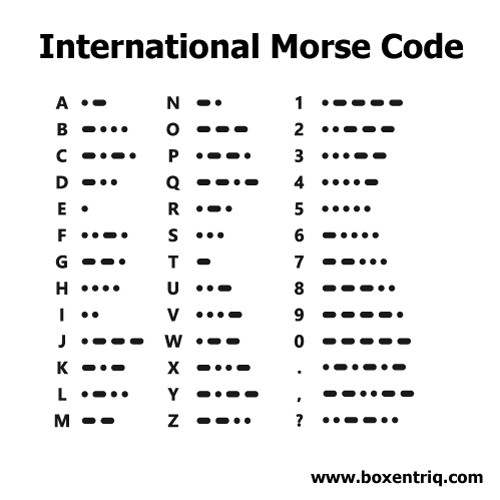 International Morse Code
A •− N −• 1 •−−−−
B −••• O −−− 2 ••−−−
C −•−• P •−−• 3 •••−−
D −•• Q −−•− 4 ••••−
E • R •−• 5 •••••
F ••−• S ••• 6 −••••
G −−• T − 7 −−•••
H •••• U ••− 8 −−−••
I •• V •••− 9 −−−−•
J •−−− W •−− 0 −−−−−
K −•− X −••− . •−•−•−
L •−•• Y −•−− , −−••−−
M −− Z −−•• ? ••−−••
www.boxentriq.com